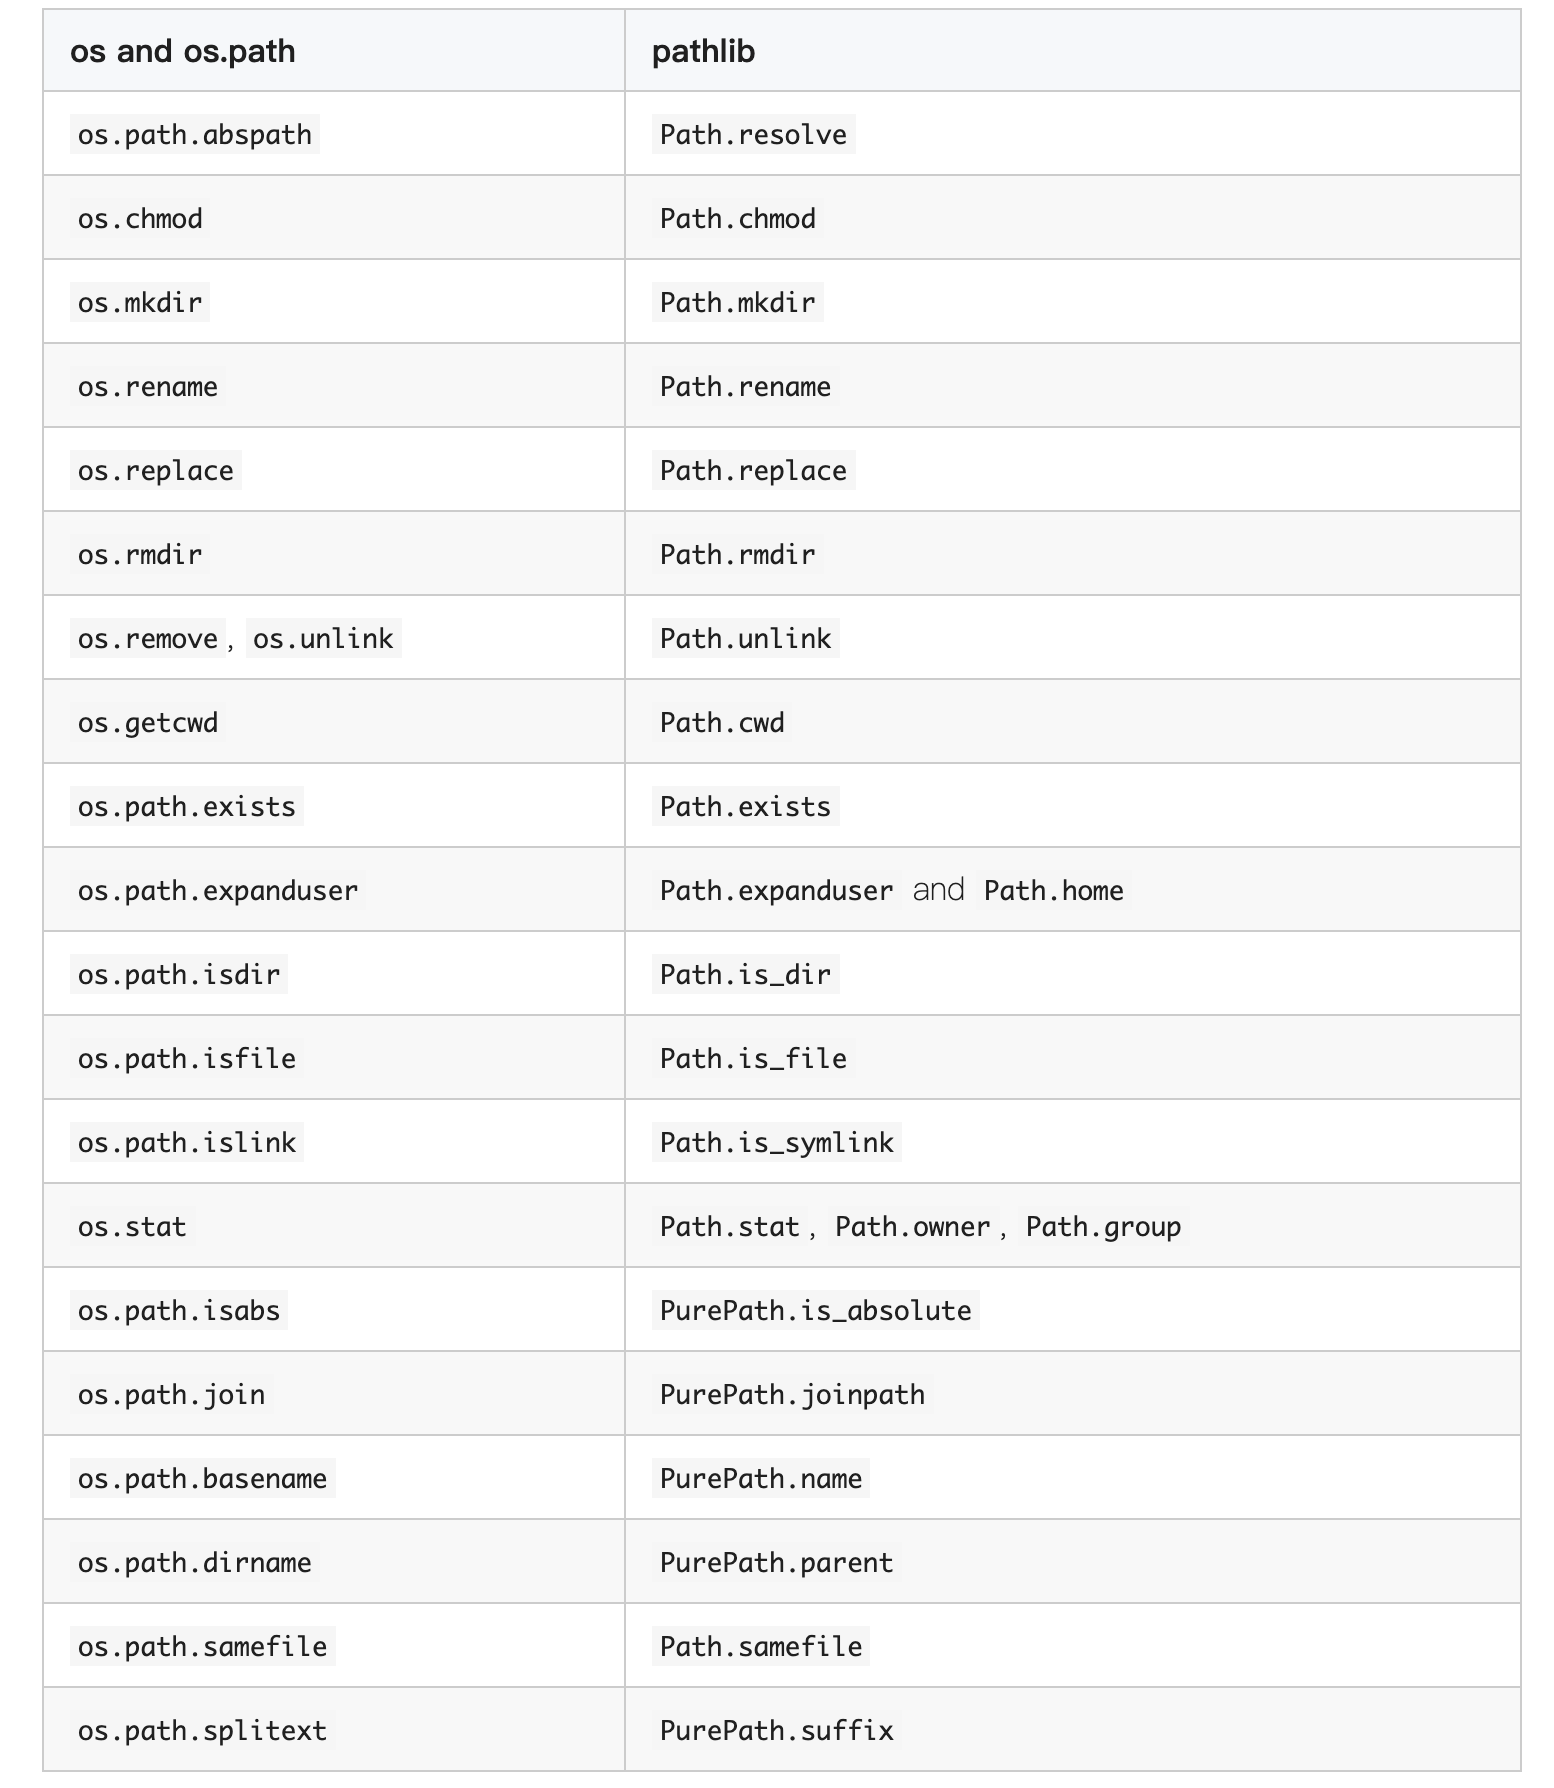 os and os.path pathlib
os.path.abspath Path.resolve
os.chmod Path.chmod
os.mkdir Path.mkdir
os.rename Path.rename
os.replace Path.replace
os.rmdir Path.rmdir
os.remove, os.unlink Path.unlink
os.getcwd Path.cwd
os.path.exists Path.exists
os.path.expanduser Path.expanduser and Path.home
os.path.isdir Path.is_dir
os.path.isfile Path.is_file
os.path.islink Path.is_symlink
os.stat Path.stat, Path.owner, Path.group
os.path.isabs PurePath.is_absolute
os.path.join PurePath.joinpath
os.path.basename PurePath.name
os.path.dirname PurePath.parent
os.path.samefile Path.samefile
os.path.splitext PurePath.suffix